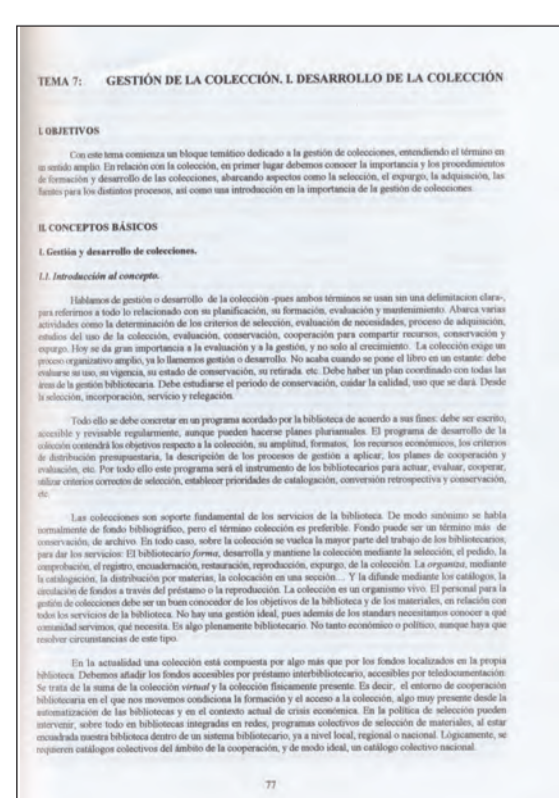 TEMA 7: GESTIÓN DE LA COLECCIÓN. I. DESARROLLO DE LA COLECCIÓN
I. OBJETIVOS
Con este tema comienza un bloque temático dedicado a la gestión de colecciones, entendiendo el término en
su sentido amplio. En relación con la colección, en primer lugar debemos conocer la importancia y los procedimientos
de formación y desarrollo de las colecciones, abarcando aspectos como la selección, el expurgo, la adquisición, las
fuentes para los distintos procesos, así como una introducción en la importancia de la gestión de colecciones.
II. CONCEPTOS BÁSICOS
1. Gestión y desarrollo de colecciones.
1.1. Introducción al concepto.
Hablamos de gestión o desarrollo de la colección -pues ambos términos se usan sin una delimitacion clara-,
para referirnos a todo lo relacionado con su planificación, su formación, evaluación y mantenimiento. Abarca varias
actividades como la determinación de los criterios de selección, evaluación de necesidades, proceso de adquisición,
estudios del uso de la colección, evaluación, conservación, cooperación para compartir recursos, conservación y
expurgo. Hoy se da gran importancia a la evaluación y a la gestión, y no solo al crecimiento. La colección exige un
proceso organizativo amplio, ya lo llamemos gestión o desarrollo. No acaba cuando se pone el libro en un estante: debe
evaluarse su uso, su vigencia, su estado de conservación, su retirada, etc. Debe haber un plan coordinado con todas las
áreas de la gestión bibliotecaria. Debe estudiarse el periodo de conservación, cuidar la calidad, uso que se dará. Desde
la selección, incorporación, servicio y relegación.
Todo ello se debe concretar en un programa acordado por la biblioteca de acuerdo a sus fines: debe ser escrito,
accesible y revisable regularmente, aunque pueden hacerse planes plurianuales. El programa de desarrollo de la
colección contendrá los objetivos respecto a la colección, su amplitud, formatos, los recursos económicos, los criterios
de distribución presupuestaria, la descripción de los procesos de gestión a aplicar, los planes de cooperación y
evaluación, etc. Por todo ello este programa será el instrumento de los bibliotecarios para actuar, evaluar, cooperar,
utilizar criterios correctos de selección, establecer prioridades de catalogación, conversión retrospectiva y conservación,
etc.
Las colecciones son soporte fundamental de los servicios de la biblioteca. De modo sinónimo se habla
normalmente de fondo bibliográfico, pero el término colección es preferible. Fondo puede ser un término más de
conservación, de archivo. En todo caso, sobre la colección se vuelca la mayor parte del trabajo de los bibliotecarios,
para dar los servicios: El bibliotecario forma, desarrolla y mantiene la colección mediante la selección, el pedido, la
comprobación, el registro, encuadernación, restauración, reproducción, expurgo, de la colección. La organiza, mediante
la catalogación, la distribución por materias, la colocación en una sección… Y la difunde mediante los catálogos, la
circulación de fondos a través del préstamo o la reproducción. La colección es un organismo vivo. El personal para la
gestión de colecciones debe ser un buen conocedor de los objetivos de la biblioteca y de los materiales, en relación con
todos los servicios de la biblioteca. No hay una gestión ideal, pues además de los standars necesitamos conocer a qué
comunidad servimos, qué necesita. Es algo plenamente bibliotecario. No tanto económico o político, aunque haya que
resolver circunstancias de este tipo.
En la actualidad una colección está compuesta por algo más que por los fondos localizados en la propia
biblioteca. Debemos añadir los fondos accesibles por préstamo interbibliotecario, accesibles por teledocumentación.
Se trata de la suma de la colección virtual y la colección físicamente presente. Es decir, el entorno de cooperación
bibliotecaria en el que nos movemos condiciona la formación y el acceso a la colección, algo muy presente desde la
automatización de las bibliotecas y en el contexto actual de crisis económica. En la política de selección pueden
intervenir, sobre todo en bibliotecas integradas en redes, programas colectivos de selección de materiales, al estar
encuadrada nuestra biblioteca dentro de un sistema bibliotecario, ya a nivel local, regional o nacional. Lógicamente, se
requieren catálogos colectivos del ámbito de la cooperación, y de modo ideal, un catálogo colectivo nacional.
77